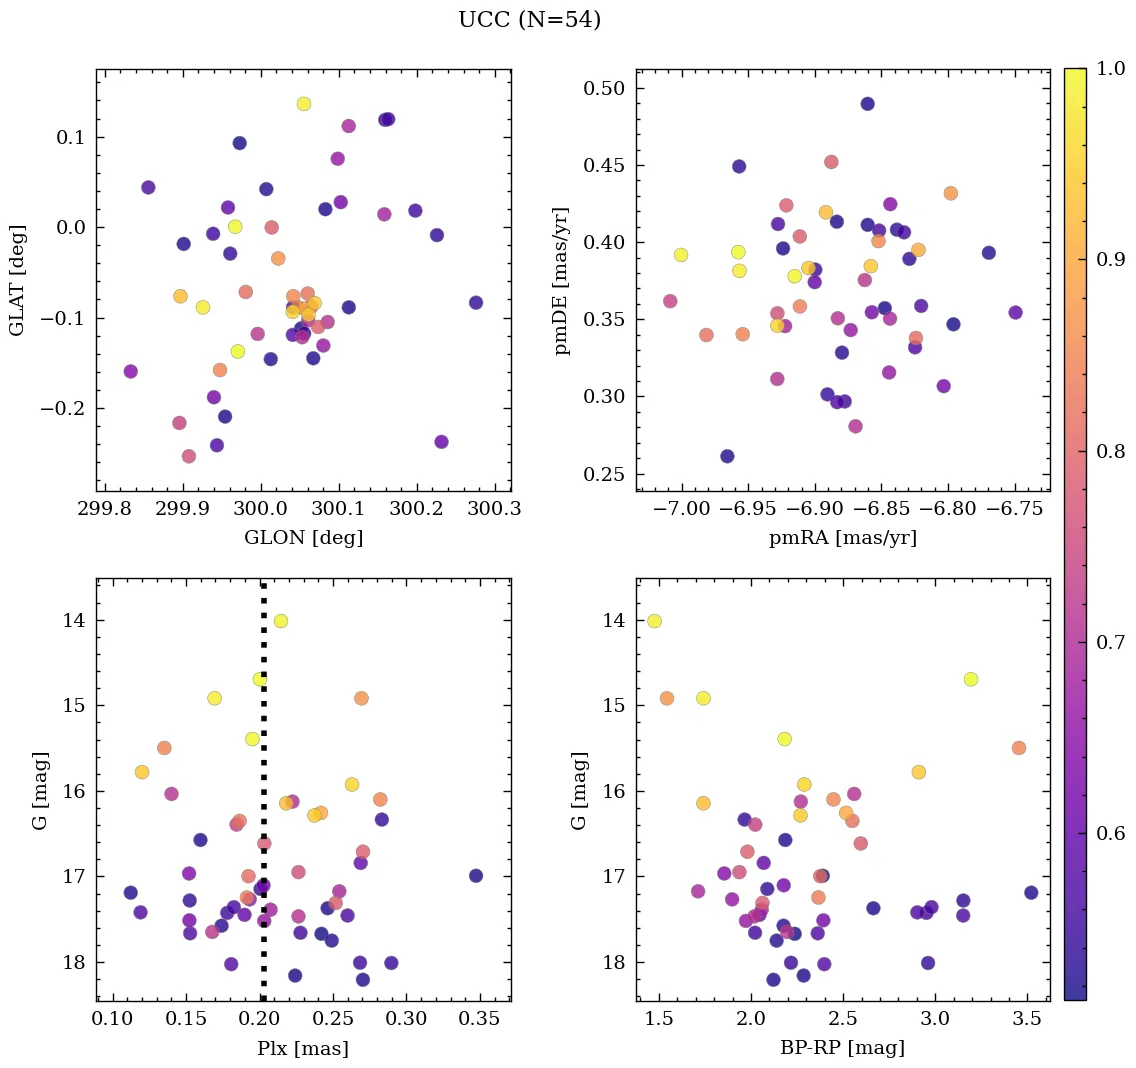 UCC (N=54)
0.1
0.0
−0.1
−0.2
GLAT [deg]
299.8 299.9 300.0 300.1 300.2 300.3
GLON [deg]
0.50
0.45
0.40
0.35
0.30
0.25
pmDE [mas/yr]
−7.00 −6.95 −6.90 −6.85 −6.80 −6.75
pmRA [mas/yr]
1.0
0.9
0.8
0.7
0.6
14
15
16
17
18
G [mag]
0.10 0.15 0.20 0.25 0.30 0.35
Plx [mas]
14
15
16
17
18
G [mag]
1.5 2.0 2.5 3.0 3.5
BP-RP [mag]